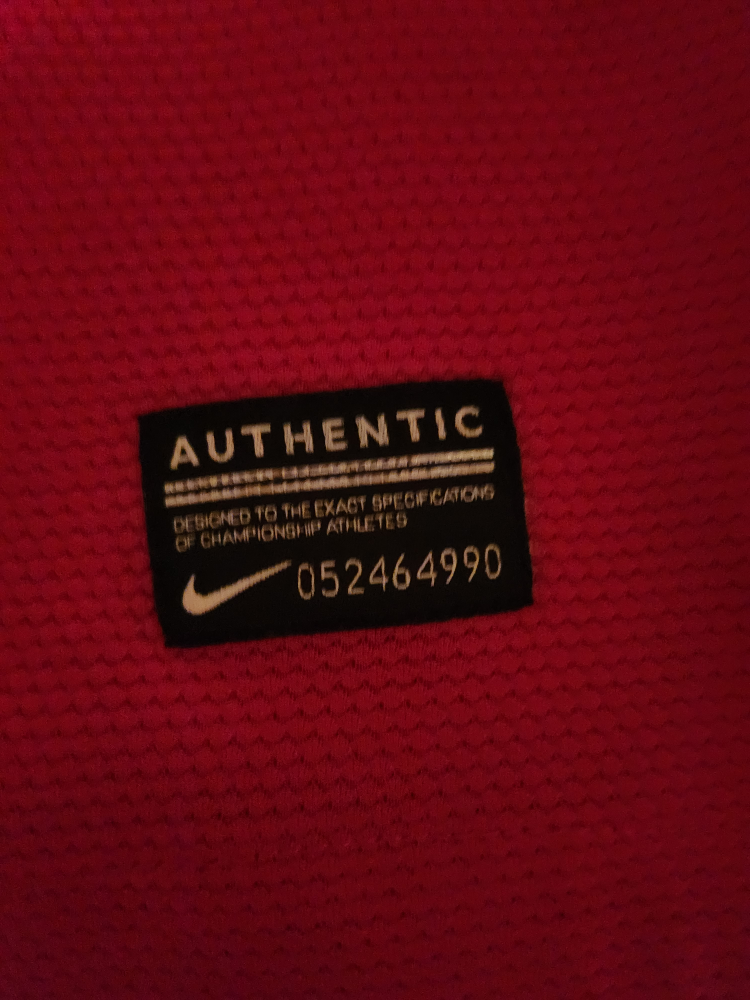 AUTHENTIC
DESIGNED TO THE EXACT SPECIFICATIONS
OF CHAMPIONSHIP ATHLETES
052464990